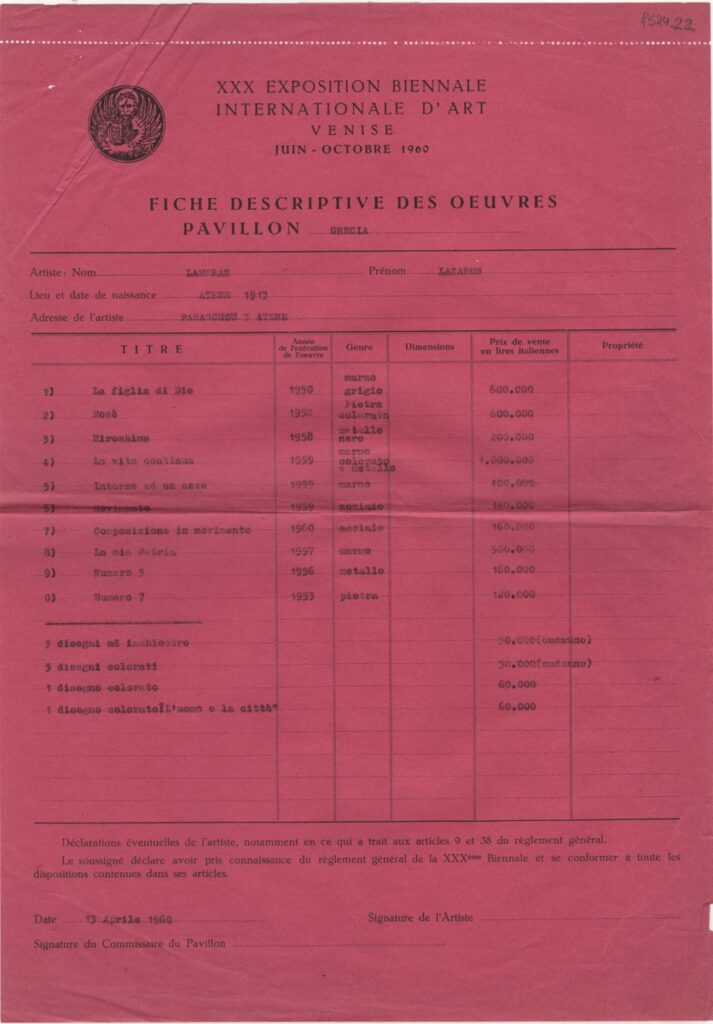 22
XXX EXPOSITION BIENNALE
INTERNATIONALE D'ART
VENISE
JUIN - OCTOBRE 1960
FICHE DESCRIPTIVE DES OEUVRES
PAVILLON GRECIA
Artiste: Nom LAMERAS Prénom LAZAROS
Lieu et date de naissance ATENE 1913
Adresse de l'artiste PARASCHOU 5 ATENE
TITRE Année de l'exécution de l'oeuvre Genre Dimensions Prix de vente en lires italiennes Propriété
1) La figlia di Dio 1950 marmo grigio 600.000
2) 1952 Pietra colorata 600.000
3) Hiroshima 1958 metallo nero 200.000
4) La vita continua 1959 marmo colorato e metallo 1.000.000
5) Intorno ad un asse 1959 marmo 400.000
6) Movimento 1959 acciaio 140.000
7) Composizione in movimento 1960 acciaio 160.000
8) La mia Patria 1957 marmo 500.000
9) Numero 5 1956 metallo 160.000
0) Numero 7 1953 pietra 120.000
3 disegni ad inchiostro 30.000(caduno)
9 disegni colorati 30.000(caduno)
1 disegno colorato 60.000
1 disegno colorato"L'uomo e la città" 60.000
Déclarations éventuelles de l'artiste, notamment en ce qui a trait aux articles 9 et 38 du règlement général.
Le soussigné déclare avoir pris connaissance du règlement général de la XXXème Biennale et se conformer à toute les
dispositions contenues dans ses articles.
Date 13 Aprile 1960 Signature de l'Artiste
Signature du Commissaire du Pavillon